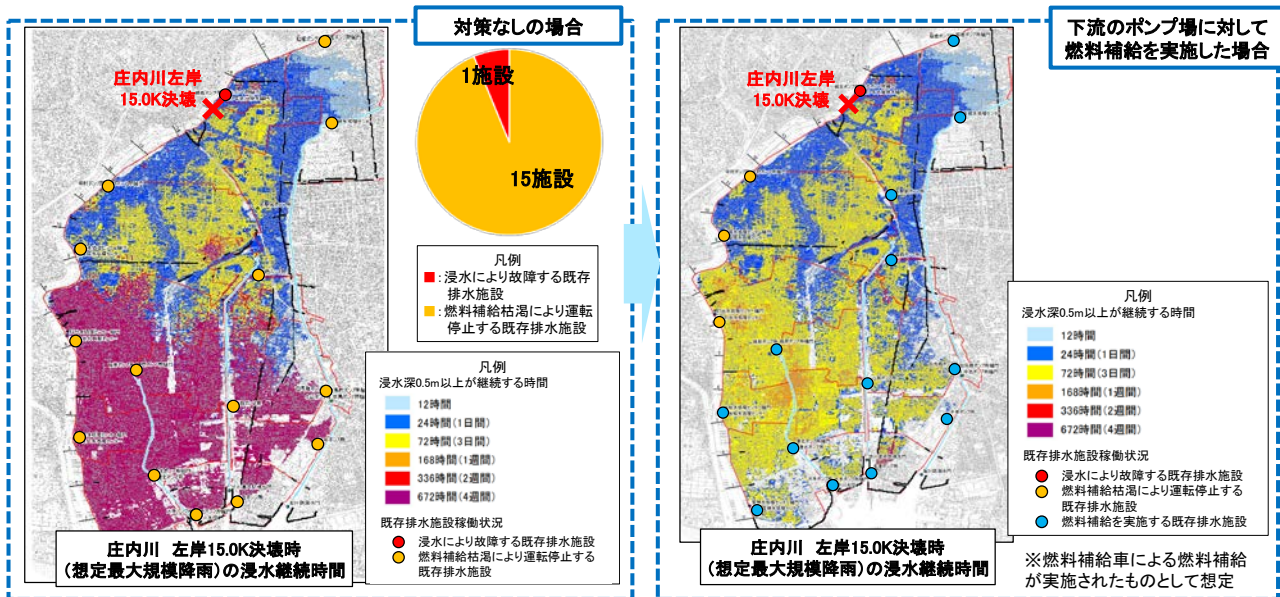 対策なしの場合
庄内川左岸
15.0K決壊
1施設
15施設
凡例
■:浸水により故障する既存
排水施設
■:燃料補給枯渇により運転
停止する既存排水施設
凡例
浸水深0.5m以上が継続する時間
12時間
24時間(1日間)
72時間(3日間)
168時間(1週間)
336時間(2週間)
672時間(4週間)
既存排水施設稼働状況
浸水により故障する既存排水施設
燃料補給枯渇により運転停止する
既存排水施設
庄内川 左岸15.0K決壊時
(想定最大規模降雨)の浸水継続時間
下流のポンプ場に対して
燃料補給を実施した場合
庄内川左岸
15.0K決壊
凡例
浸水深0.5m以上が継続する時間
12時間
24時間(1日間)
72時間(3日間)
168時間(1週間)
336時間(2週間)
672時間(4週間)
既存排水施設稼働状況
浸水により故障する既存排水施設
燃料補給枯渇により運転停止する
既存排水施設
燃料補給を実施する既存排水施設
庄内川 左岸15.0K決壊時
(想定最大規模降雨)の浸水継続時間
※燃料補給車による燃料補給
が実施されたものとして想定